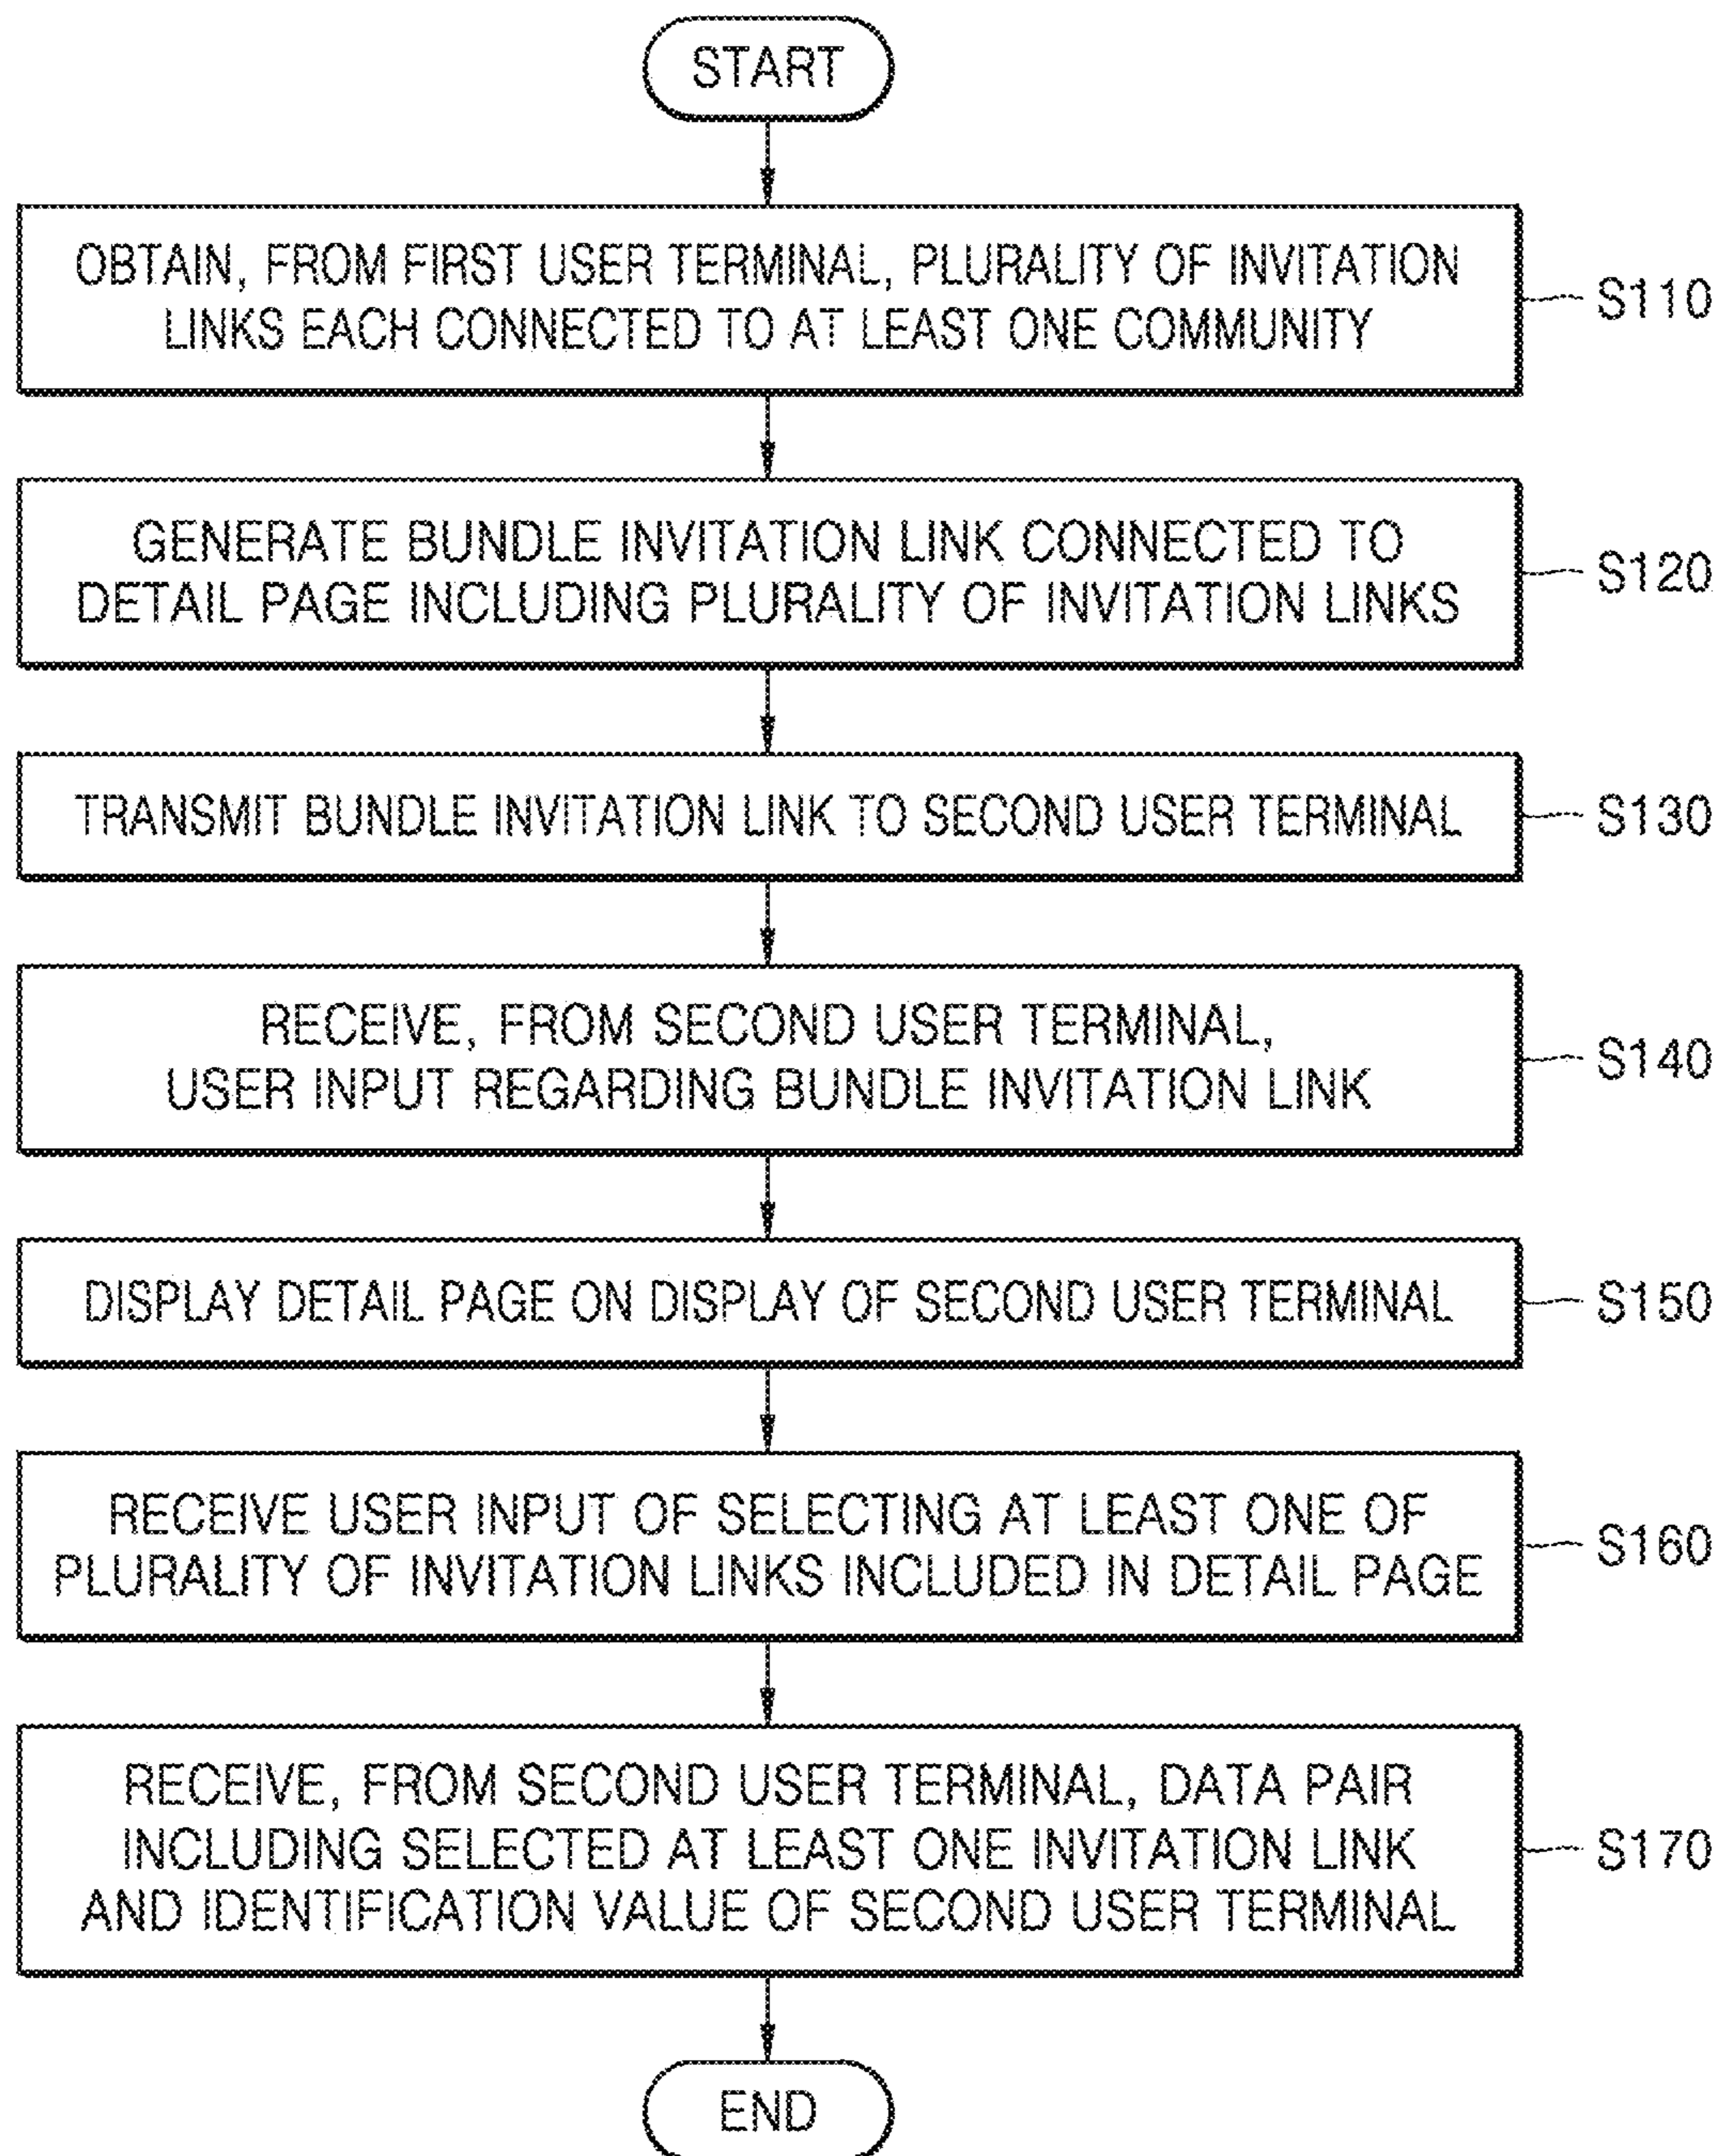 START
OBTAIN, FROM FIRST USER TERMINAL, PLURALITY OF INVITATION
LINKS EACH CONNECTED TO AT LEAST ONE COMMUNITY
S110
GENERATE BUNDLE INVITATION LINK CONNECTED TO
DETAIL PAGE INCLUDING PLURALITY OF INVITATION LINKS
S120
TRANSMIT BUNDLE INVITATION LINK TO SECOND USER TERMINAL
S130
RECEIVE, FROM SECOND USER TERMINAL,
USER INPUT REGARDING BUNDLE INVITATION LINK
S140
DISPLAY DETAIL PAGE ON DISPLAY OF SECOND USER TERMINAL
S150
RECEIVE USER INPUT OF SELECTING AT LEAST ONE OF
PLURALITY OF INVITATION LINKS INCLUDED IN DETAIL PAGE
S160
RECEIVE, FROM SECOND USER TERMINAL, DATA PAIR
INCLUDING SELECTED AT LEAST ONE INVITATION LINK
AND IDENTIFICATION VALUE OF SECOND USER TERMINAL
S170
END